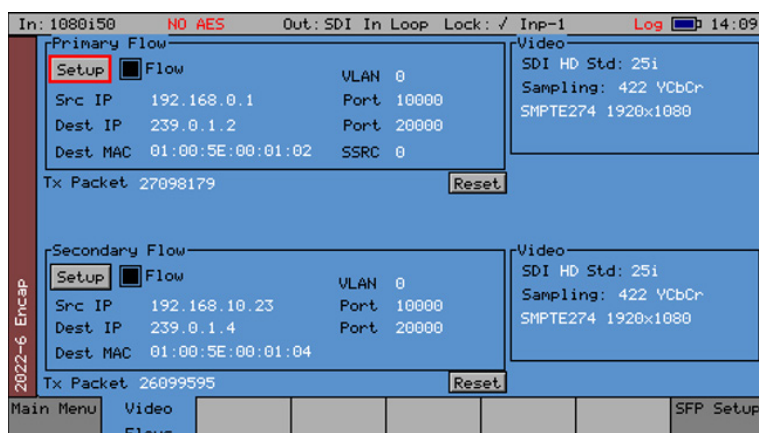 In: 1080i50 NO AES Out: SDI In Loop Lock: ✓ Inp-1 Log 14:09
Primary Flow
Setup Flow VLAN 0
Src IP 192.168.0.1 Port 10000
Dest IP 239.0.1.2 Port 20000
Dest MAC 01:00:5E:00:01:02 SSRC 0
Tx Packet 27098179 Reset
Video
SDI HD Std: 25i
Sampling: 422 YCbCr
SMPTE274 1920x1080
Secondary Flow
Setup Flow VLAN 0
Src IP 192.168.10.23 Port 10000
Dest IP 239.0.1.4 Port 20000
Dest MAC 01:00:5E:00:01:04
Tx Packet 26099595 Reset
Video
SDI HD Std: 25i
Sampling: 422 YCbCr
SMPTE274 1920x1080
2022-6 Encap
Main Menu Video SFP Setup
Flows